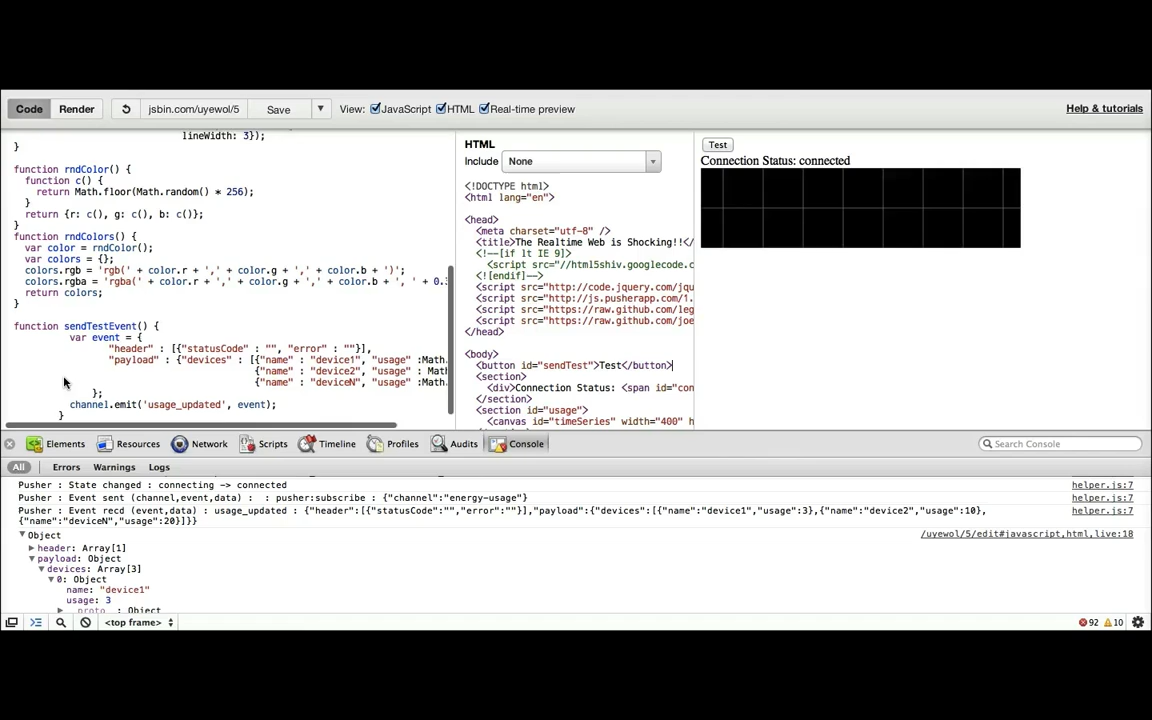 Code
Render
jsbin.com/uyewol/5
Save
View:
JavaScript
HTML
Real-time preview
Help & tutorials
lineWidth: 3});
}
function rndColor() {
function c() {
return Math.floor(Math.random() * 256);
}
return {r: c(), g: c(), b: c()};
}
function rndColors() {
var color = rndColor();
var colors = {};
colors.rgb = 'rgb(' + color.r + ',' + color.g + ',' + color.b + ')';
colors.rgba = 'rgba(' + color.r + ',' + color.g + ',' + color.b + ', ' + 0.3
return colors;
}
function sendTestEvent() {
var event = {
"header" : [{"statusCode" : "", "error" : ""}],
"payload" : {"devices" : [{"name" : "device1", "usage" :Math.
{"name" : "device2", "usage" : Mat
{"name" : "deviceN", "usage" :Math.
};
channel.emit('usage_updated', event);
}
HTML
Include
None
<!DOCTYPE html>
<html lang="en">
<head>
<meta charset="utf-8" />
<title>The Realtime Web is Shocking!!</
<!--[if lt IE 9]>
<script src="//html5shiv.googlecode.c
<![endif]-->
<script src="http://code.jquery.com/jqu
<script src="http://js.pusherapp.com/1.
<script src="https://raw.github.com/leg
<script src="https://raw.github.com/joe
</head>
<body>
<button id="sendTest">Test</button>
<section>
<div>Connection Status: <span id="con
</section>
<section id="usage">
<canvas id="timeSeries" width="400" h
Test
Connection Status: connected
Elements
Resources
Network
Scripts
Timeline
Profiles
Audits
Console
Search Console
All
Errors
Warnings
Logs
Pusher : State changed : connecting -> connected
helper.js:7
Pusher : Event sent (channel,event,data) :  : pusher:subscribe : {"channel":"energy-usage"}
helper.js:7
Pusher : Event recd (event,data) : usage_updated : {"header":[{"statusCode":"","error":""}],"payload":{"devices":[{"name":"device1","usage":3},{"name":"device2","usage":10},
helper.js:7
{"name":"deviceN","usage":20}]}}
Object
/uyewol/5/edit#javascript,html,live:18
header: Array[1]
payload: Object
devices: Array[3]
0: Object
name: "device1"
usage: 3
proto : Object
<top frame>
92
10